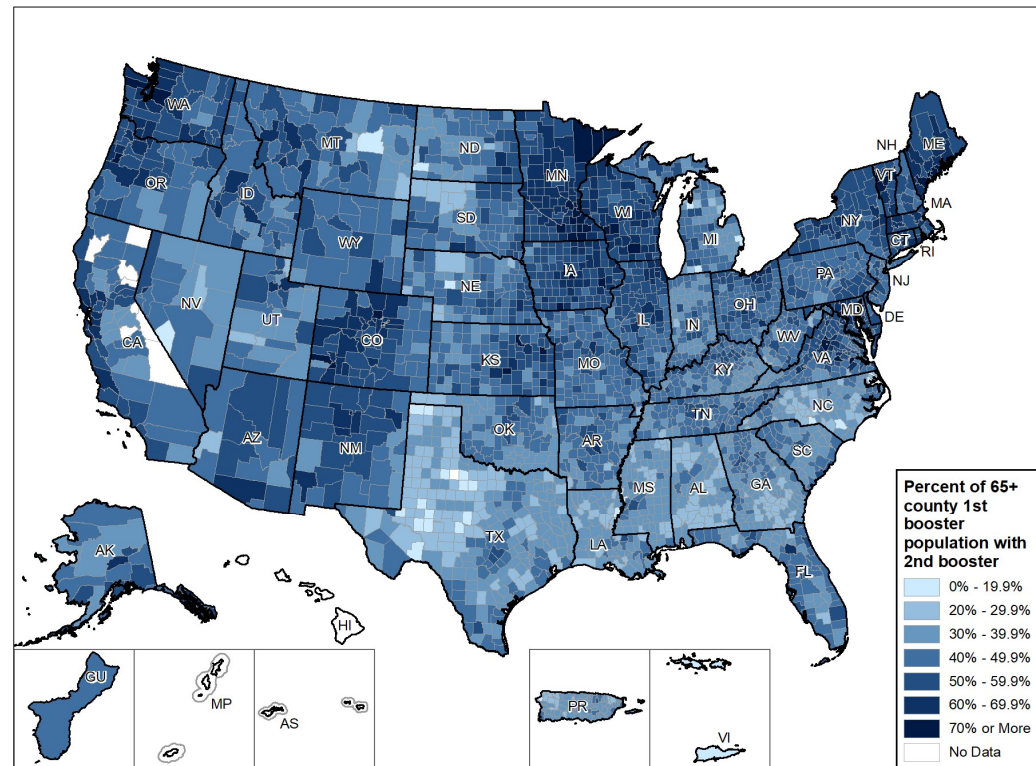 WA
MT
ND
MN
OR
ID
SD
WI
MI
NH
VT
ME
MA
NY
CT
RI
WY
NE
IA
PA
NJ
NV
UT
CO
IL
IN
OH
MD
DE
CA
KS
MO
WV
VA
KY
AZ
NM
OK
AR
TN
NC
SC
MS
AL
GA
TX
LA
FL
AK
HI
GU
MP
AS
PR
VI
Percent of 65+
county 1st
booster
population with
2nd booster
0% - 19.9%
20% - 29.9%
30% - 39.9%
40% - 49.9%
50% - 59.9%
60% - 69.9%
70% or More
No Data